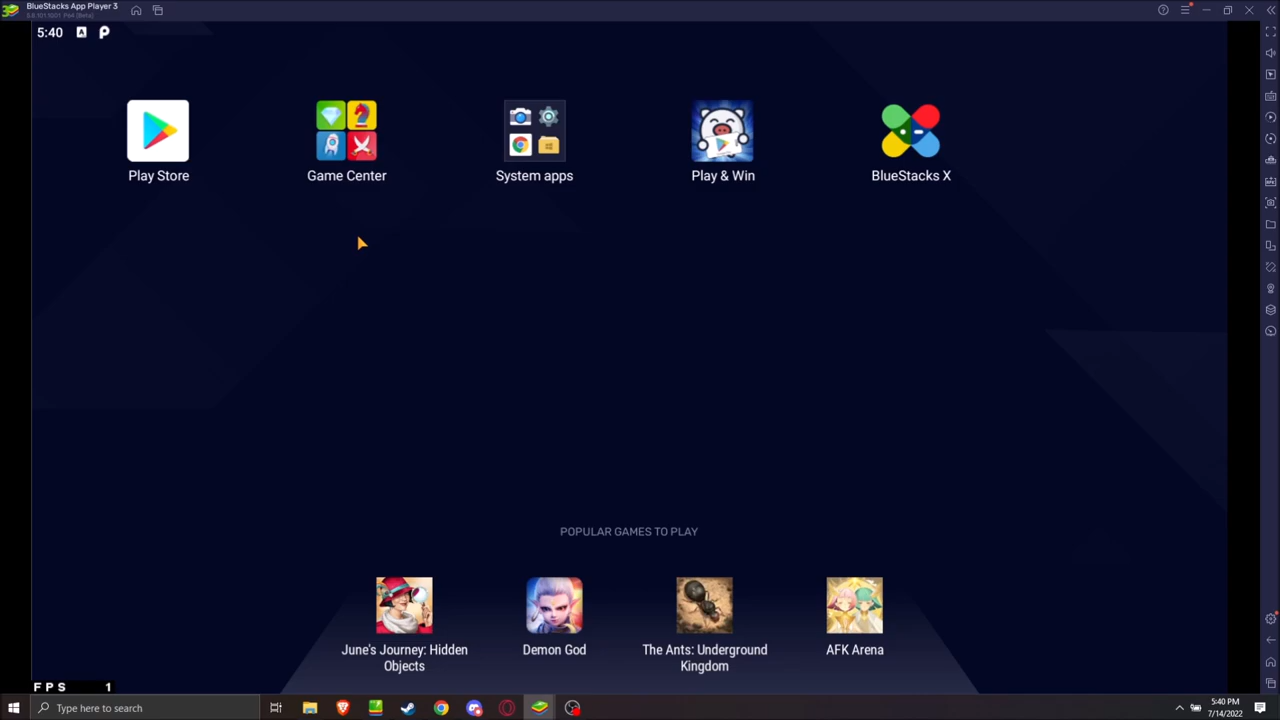 BlueStacks App Player 3
5:40
Play Store
Game Center
System apps
Play & Win
BlueStacks X
POPULAR GAMES TO PLAY
June's Journey: Hidden
Objects
Demon God
The Ants: Underground
Kingdom
AFK Arena
FPS 1
Type here to search
5:40 PM
7/14/2022